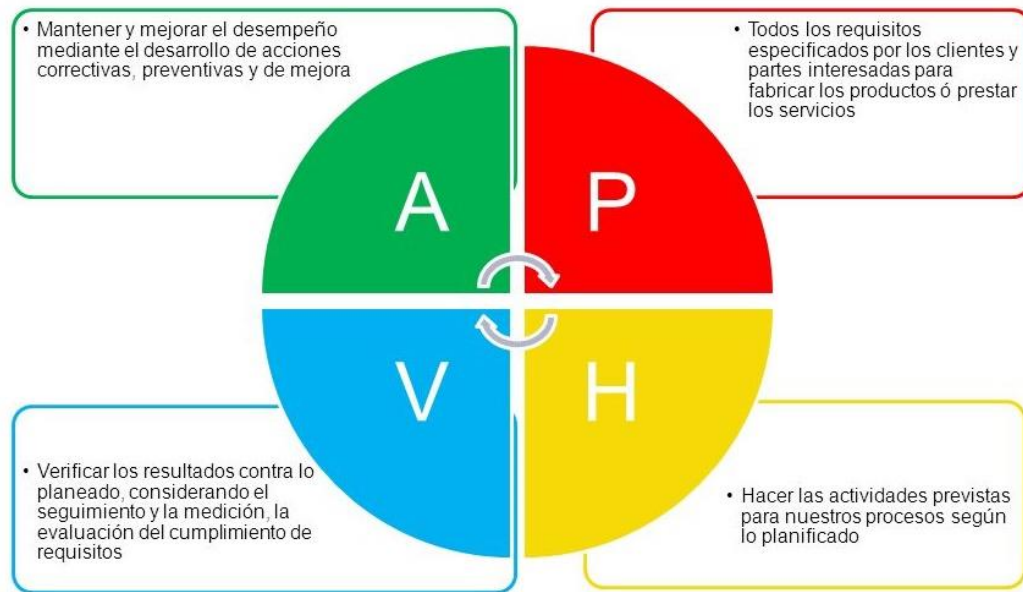 • Mantener y mejorar el desempeño
mediante el desarrollo de acciones
correctivas, preventivas y de mejora
• Todos los requisitos
especificados por los clientes y
partes interesadas para
fabricar los productos ó prestar
los servicios
A
P
V
H
• Verificar los resultados contra lo
planeado, considerando el
seguimiento y la medición, la
evaluación del cumplimiento de
requisitos
• Hacer las actividades previstas
para nuestros procesos según
lo planificado